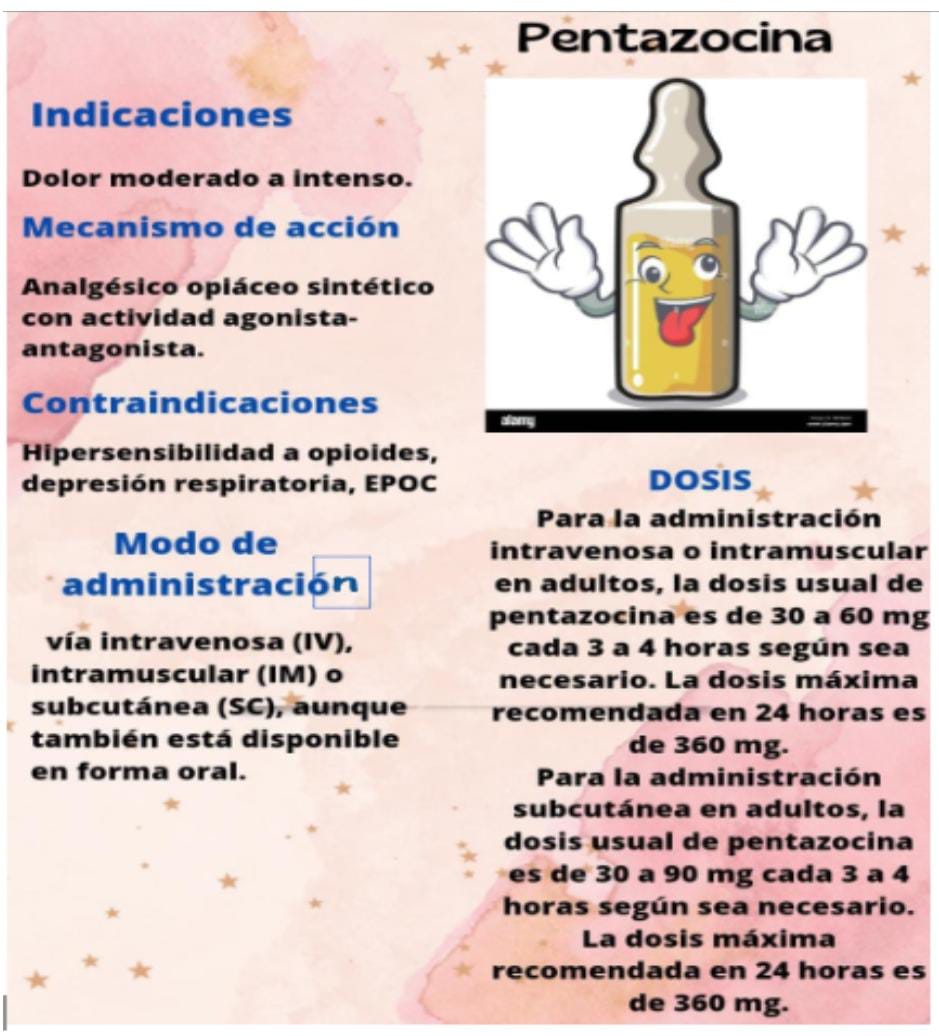 Pentazocina
Indicaciones
Dolor moderado a intenso.
Mecanismo de acción
Analgésico opiáceo sintético
con actividad agonista-
antagonista.
Contraindicaciones
Hipersensibilidad a opioides,
depresión respiratoria, EPOC
Modo de
administración
vía intravenosa (IV),
intramuscular (IM) o
subcutánea (SC), aunque
también está disponible
en forma oral.
alamy
DOSIS
Para la administración
intravenosa o intramuscular
en adultos, la dosis usual de
pentazocina es de 30 a 60 mg
cada 3 a 4 horas según sea
necesario. La dosis máxima
recomendada en 24 horas es
de 360 mg.
Para la administración
subcutánea en adultos, la
dosis usual de pentazocina
es de 30 a 90 mg cada 3 a 4
horas según sea necesario.
La dosis máxima
recomendada en 24 horas es
de 360 mg.